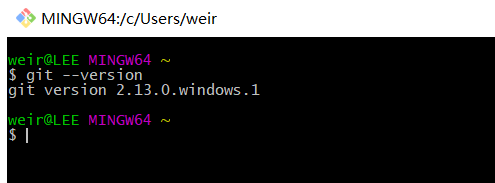 MINGW64:/c/Users/weir
weir@LEE MINGW64 ~
$ git --version
git version 2.13.0.windows.1
weir@LEE MINGW64 ~
$